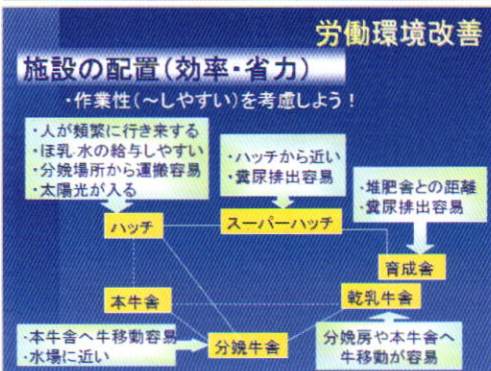 労働環境改善
施設の配置(効率・省力)
・作業性(～しやすい)を考慮しよう!
・人が頻繁に行き来する
・ほ乳・水の給与しやすい
・分娩場所から運搬容易
・太陽光が入る
・ハッチから近い
・糞尿排出容易
・堆肥舎との距離
・糞尿排出容易
ハッチ
スーパーハッチ
育成舎
本牛舎
乾乳牛舎
・本牛舎へ牛移動容易
・水場に近い
分娩牛舎
分娩房や本牛舎へ
牛移動が容易